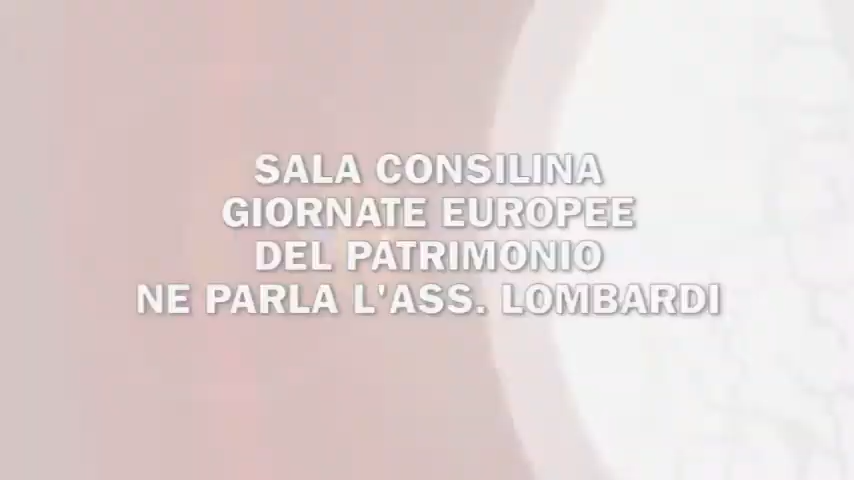 SALA CONSILINA
GIORNATE EUROPEE
DEL PATRIMONIO
NE PARLA L'ASS. LOMBARDI